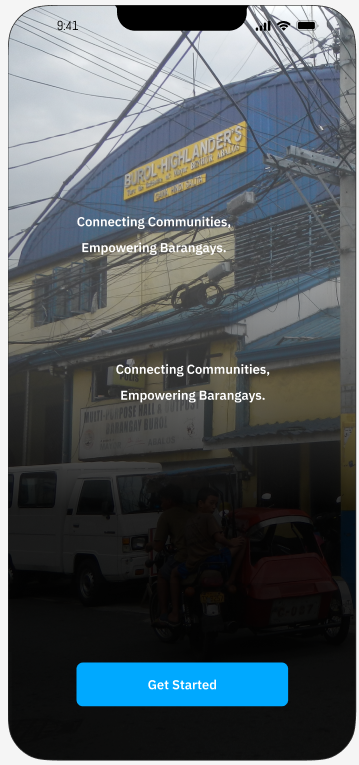 9:41
BUROL-HIGHLANDER'S
Connecting Communities,
Empowering Barangays.
Connecting Communities,
Empowering Barangays.
MULTI-PURPOSE HALL & OUTPOST
BARANGAY BUROL
Get Started